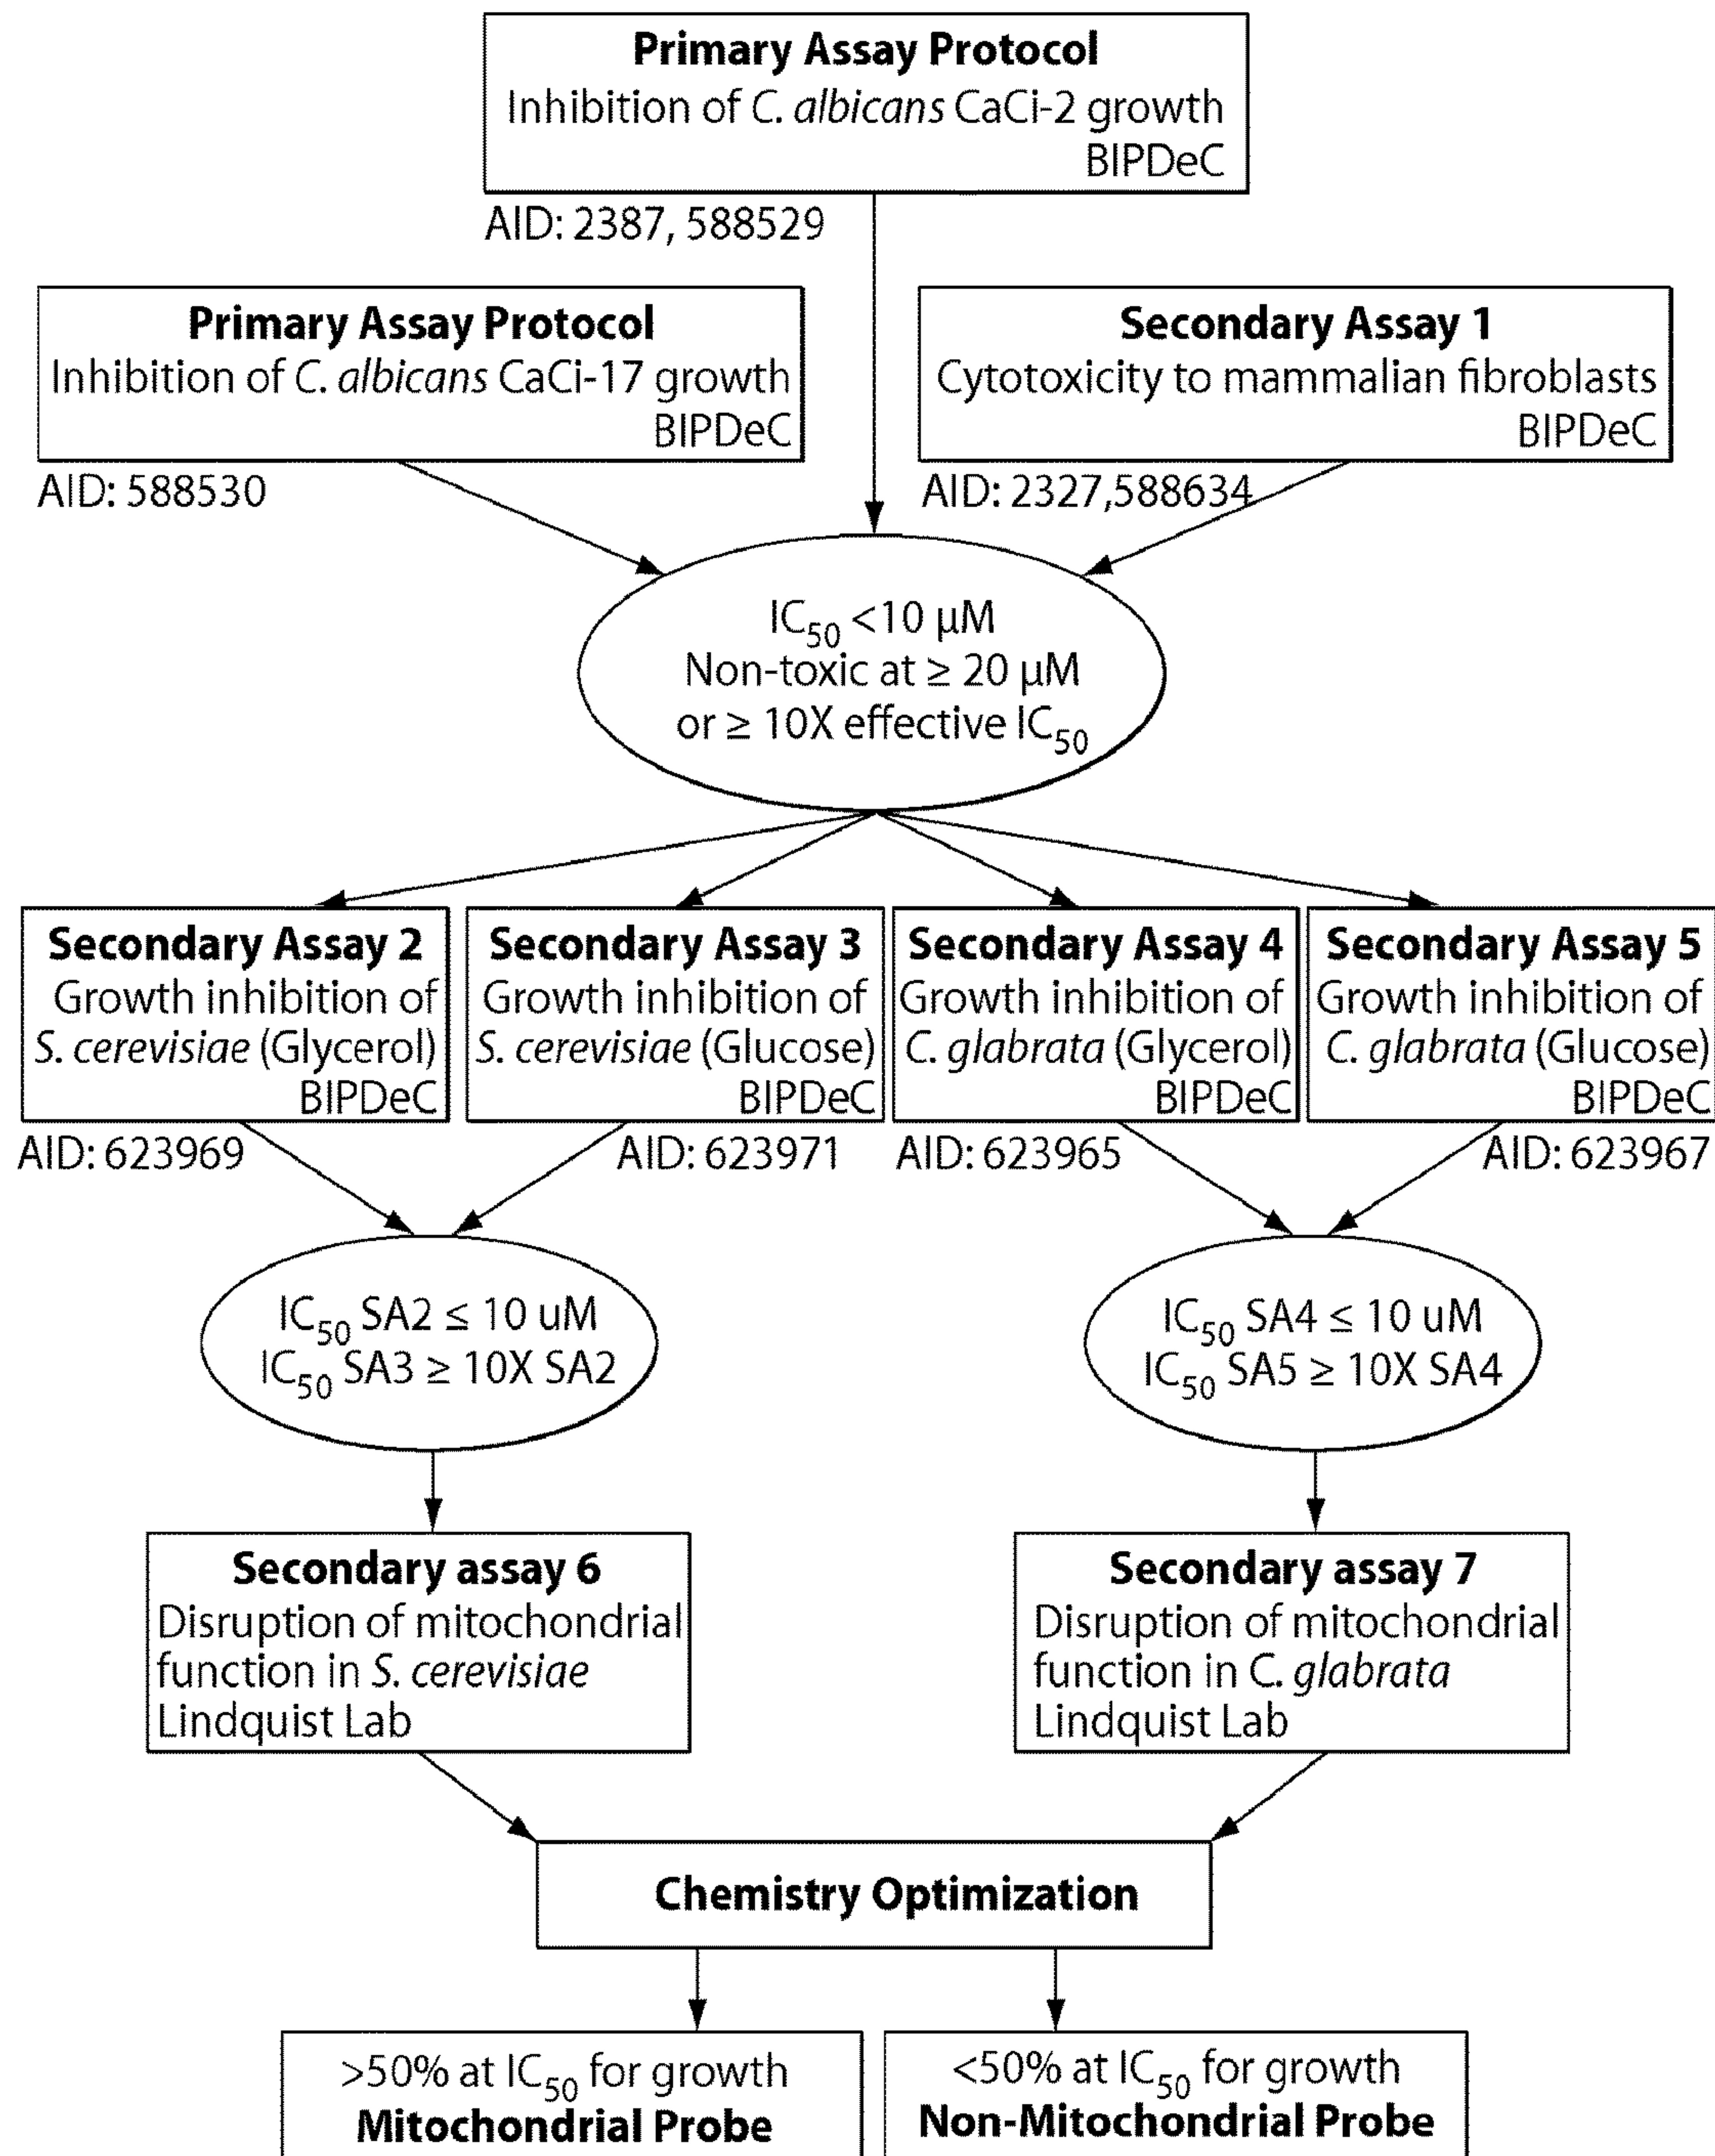 Primary Assay Protocol
Inhibition of C. albicans CaCi-2 growth
BIPDeC
AID: 2387, 588529
Primary Assay Protocol
Inhibition of C. albicans CaCi-17 growth
BIPDeC
AID: 588530
Secondary Assay 1
Cytotoxicity to mammalian fibroblasts
BIPDeC
AID: 2327,588634
IC50 <10 µM
Non-toxic at ≥ 20 µM
or ≥ 10X effective IC50
Secondary Assay 2
Growth inhibition of
S. cerevisiae (Glycerol)
BIPDeC
AID: 623969
Secondary Assay 3
Growth inhibition of
S. cerevisiae (Glucose)
BIPDeC
AID: 623971
Secondary Assay 4
Growth inhibition of
C. glabrata (Glycerol)
BIPDeC
AID: 623965
Secondary Assay 5
Growth inhibition of
C. glabrata (Glucose)
BIPDeC
AID: 623967
IC50 SA2 ≤ 10 uM
IC50 SA3 ≥ 10X SA2
IC50 SA4 ≤ 10 uM
IC50 SA5 ≥ 10X SA4
Secondary assay 6
Disruption of mitochondrial
function in S. cerevisiae
Lindquist Lab
Secondary assay 7
Disruption of mitochondrial
function in C. glabrata
Lindquist Lab
Chemistry Optimization
>50% at IC50 for growth
Mitochondrial Probe
<50% at IC50 for growth
Non-Mitochondrial Probe